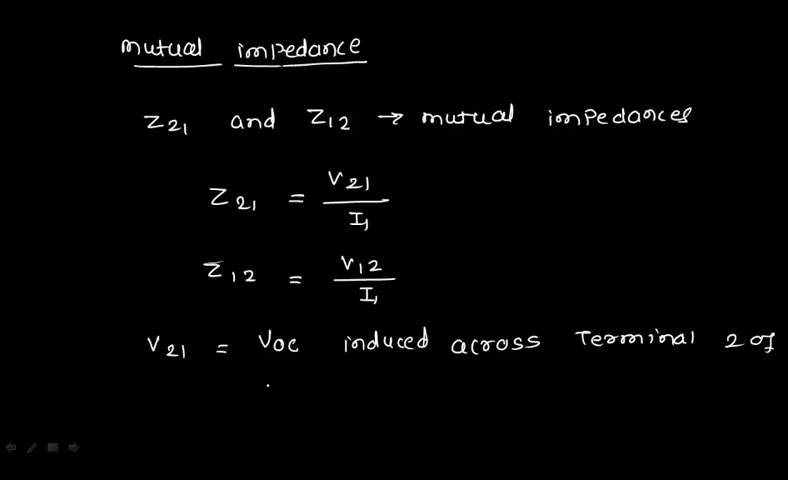 mutual impedance
Z21 and Z12 → mutual impedances
Z21 = V21 / I1
Z12 = V12 / I1
V21 = Voc induced across Terminal 2 of